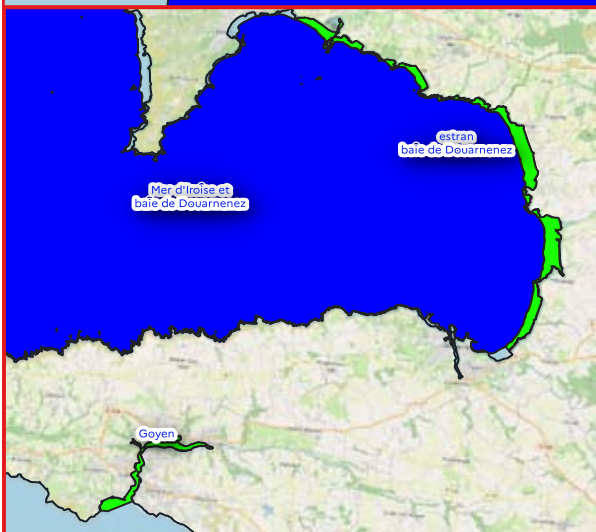 estran
baie de Douarnenez
Mer d'Iroise et
baie de Douarnenez
Goyen